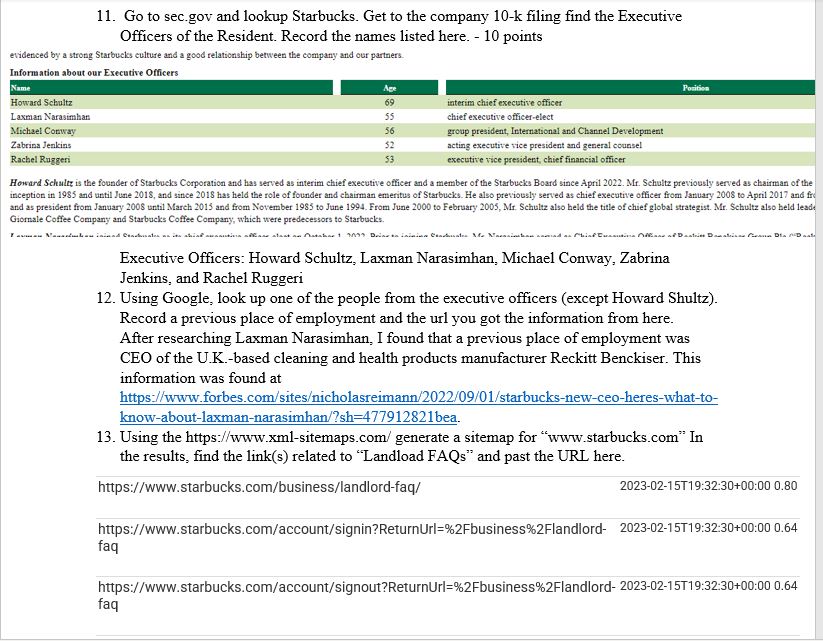 11. Go to sec.gov and lookup Starbucks. Get to the company 10-k filing find the Executive
Officers of the Resident. Record the names listed here. - 10 points
evidenced by a strong Starbucks culture and a good relationship between the company and our partners.
Information about our Executive Officers
Name Age Position
Howard Schultz 69 interim chief executive officer
Laxman Narasimhan 55 chief executive officer-elect
Michael Conway 56 group president, International and Channel Development
Zabrina Jenkins 52 acting executive vice president and general counsel
Rachel Ruggeri 53 executive vice president, chief financial officer
Howard Schultz is the founder of Starbucks Corporation and has served as interim chief executive officer and a member of the Starbucks Board since April 2022. Mr. Schultz previously served as chairman of the
inception in 1985 and until June 2018, and since 2018 has held the role of founder and chairman emeritus of Starbucks. He also previously served as chief executive officer from January 2008 to April 2017 and fr
and as president from January 2008 until March 2015 and from November 1985 to June 1994. From June 2000 to February 2005, Mr. Schultz also held the title of chief global strategist. Mr. Schultz also held lead
Giornale Coffee Company and Starbucks Coffee Company, which were predecessors to Starbucks.
Executive Officers: Howard Schultz, Laxman Narasimhan, Michael Conway, Zabrina
Jenkins, and Rachel Ruggeri
12. Using Google, look up one of the people from the executive officers (except Howard Shultz).
Record a previous place of employment and the url you got the information from here.
After researching Laxman Narasimhan, I found that a previous place of employment was
CEO of the U.K.-based cleaning and health products manufacturer Reckitt Benckiser. This
information was found at
https://www.forbes.com/sites/nicholasreimann/2022/09/01/starbucks-new-ceo-heres-what-to-
know-about-laxman-narasimhan/?sh=477912821bea.
13. Using the https://www.xml-sitemaps.com/ generate a sitemap for “www.starbucks.com” In
the results, find the link(s) related to “Landload FAQs” and past the URL here.
https://www.starbucks.com/business/landlord-faq/ 2023-02-15T19:32:30+00:00 0.80
https://www.starbucks.com/account/signin?ReturnUrl=%2Fbusiness%2Flandlord- 2023-02-15T19:32:30+00:00 0.64
faq
https://www.starbucks.com/account/signout?ReturnUrl=%2Fbusiness%2Flandlord- 2023-02-15T19:32:30+00:00 0.64
faq